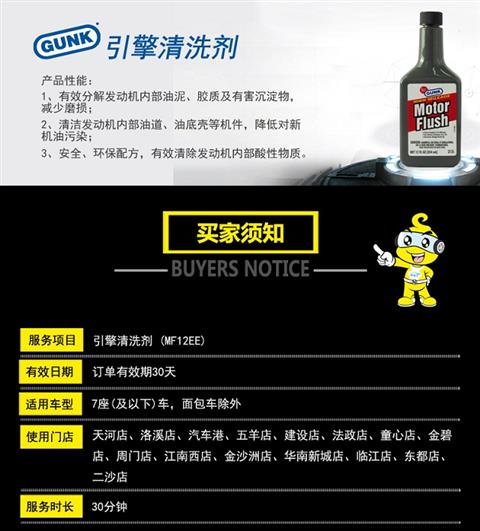 GUNK 引擎清洗剂
产品性能：
1、有效分解发动机内部油泥、胶质及有害沉淀物，
减少磨损；
2、清洁发动机内部油道、油底壳等机件，降低对新
机油污染；
3、安全、环保配方，有效清除发动机内部酸性物质。
GUNK
Motor
Flush
买家须知
BUYERS NOTICE
服务项目 引擎清洗剂 (MF12EE)
有效日期 订单有效期30天
适用车型 7座(及以下)车，面包车除外
使用门店 天河店、洛溪店、汽车港、五羊店、建设店、法政店、童心店、金碧
店、周门店、江南西店、金沙洲店、华南新城店、临江店、东都店、
二沙店
服务时长 30分钟